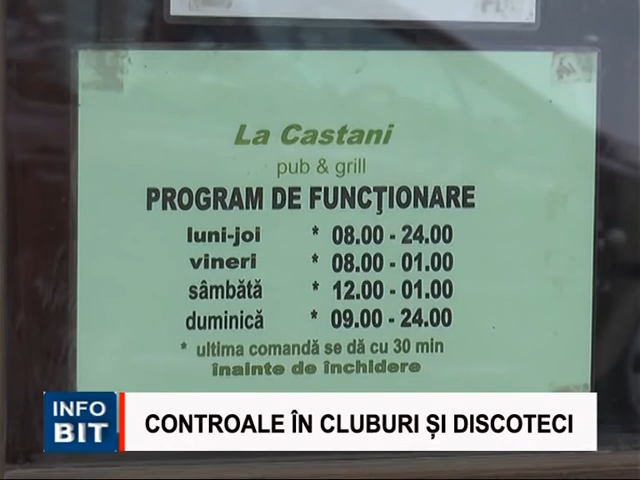 La Castani
pub & grill
PROGRAM DE FUNCŢIONARE
luni-joi * 08.00 - 24.00
vineri * 08.00 - 01.00
sâmbătă * 12.00 - 01.00
duminică * 09.00 - 24.00
* ultima comandă se dă cu 30 min
înainte de închidere
INFO
BIT
CONTROALE ÎN CLUBURI ȘI DISCOTECI